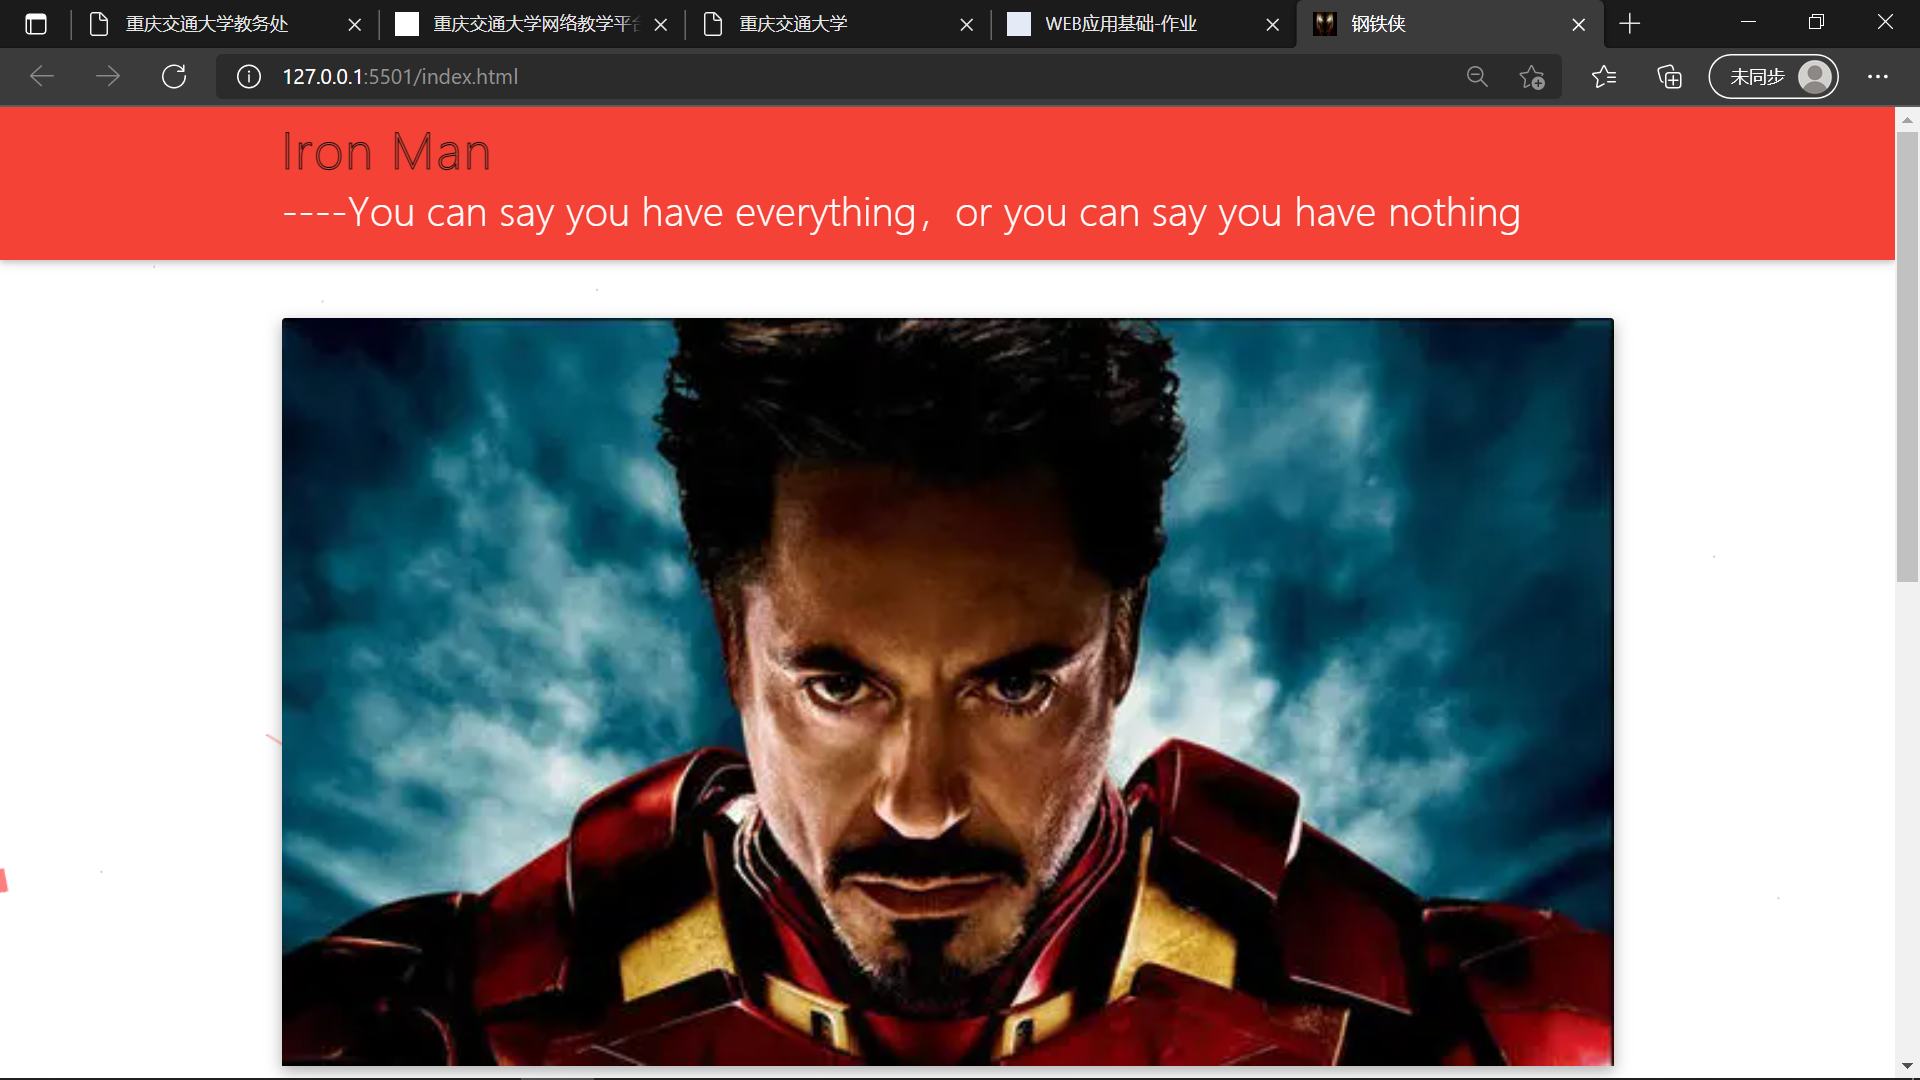 重庆交通大学教务处
重庆交通大学网络教学平台
重庆交通大学
WEB应用基础-作业
钢铁侠
127.0.0.1:5501/index.html
未同步
Iron Man
----You can say you have everything，or you can say you have nothing